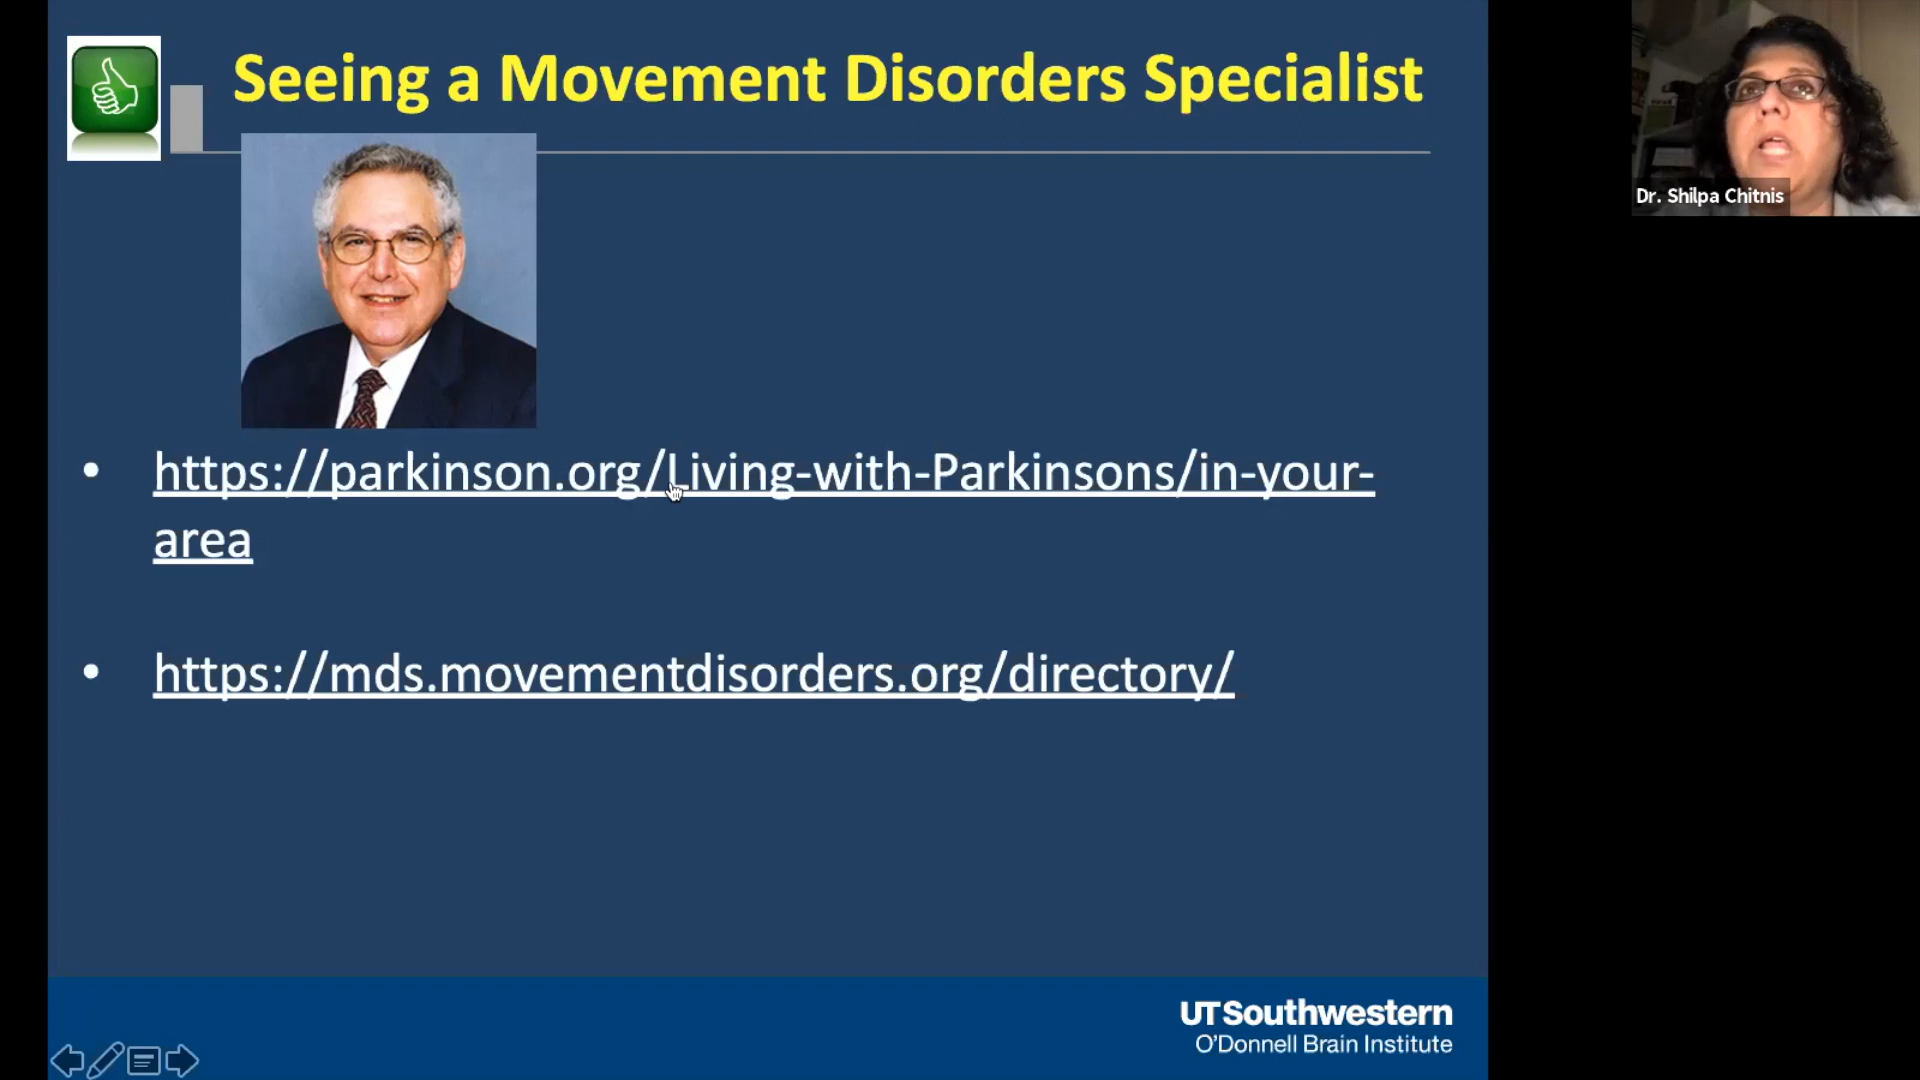 Seeing a Movement Disorders Specialist
Dr. Shilpa Chitnis
• https://parkinson.org/Living-with-Parkinsons/in-your-
area
• https://mds.movementdisorders.org/directory/
UTSouthwestern
O'Donnell Brain Institute